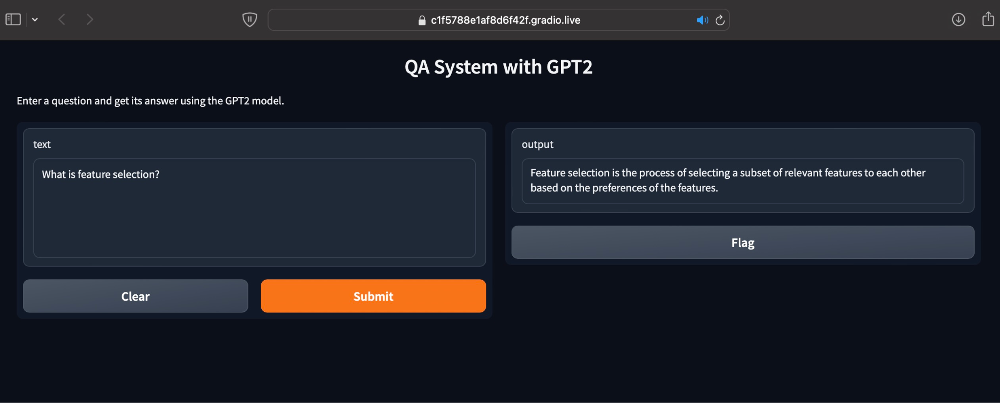 c1f5788e1af8d6f42f.gradio.live
QA System with GPT2
Enter a question and get its answer using the GPT2 model.
text
What is feature selection?
Clear
Submit
output
Feature selection is the process of selecting a subset of relevant features to each other
based on the preferences of the features.
Flag